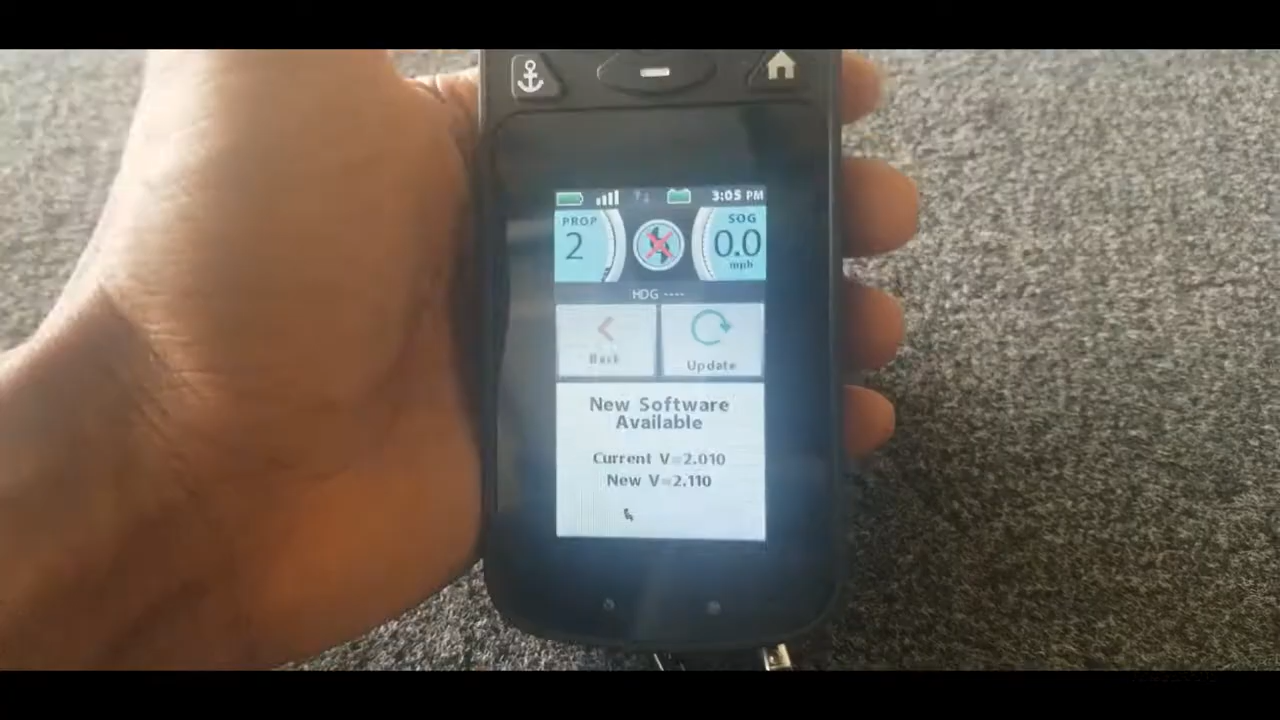 3:05 PM
PROP
2
SOG
0.0
mph
HDG ----
Back
Update
New Software
Available
Current V=2.010
New V=2.110